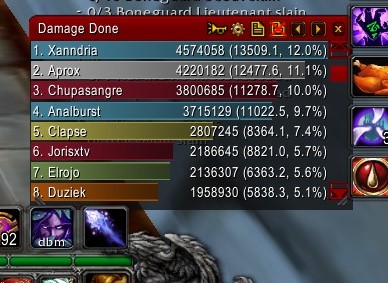 0/3 Boneguard Lieutenant slain
Damage Done
1. Xanndria 4574058 (13509.1, 12.0%)
2. Aprox 4220182 (12477.6, 11.1%)
3. Chupasangre 3800685 (11278.7, 10.0%)
4. Analburst 3715129 (11022.5, 9.7%)
5. Clapse 2807245 (8364.1, 7.4%)
6. Jorisxtv 2186645 (8821.0, 5.7%)
7. Elrojo 2136307 (6363.2, 5.6%)
8. Duziek 1958930 (5838.3, 5.1%)
92
dbm